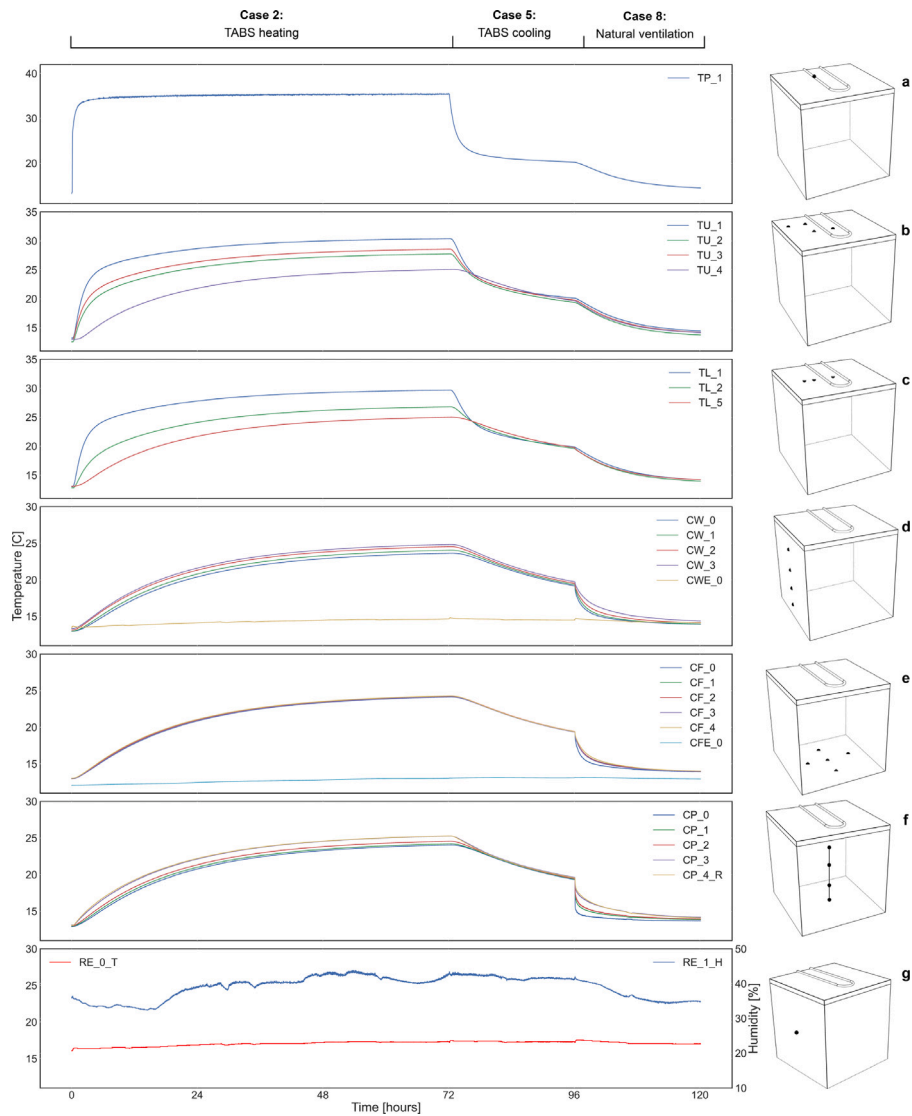 Case 2:
TABS heating
Case 5:
TABS cooling
Case 8:
Natural ventilation
40
30
20
TP_1
a
35
30
25
20
15
TU_1
TU_2
TU_3
TU_4
b
35
30
25
20
15
TL_1
TL_2
TL_5
c
Temperature [C]
30
25
20
15
CW_0
CW_1
CW_2
CW_3
CWE_0
d
30
25
20
15
CF_0
CF_1
CF_2
CF_3
CF_4
CFE_0
e
30
25
20
15
CP_0
CP_1
CP_2
CP_3
CP_4_R
f
30
25
20
15
RE_0_T
RE_1_H
50
40
30
20
10
Humidity [%]
g
0
24
48
72
96
120
Time [hours]